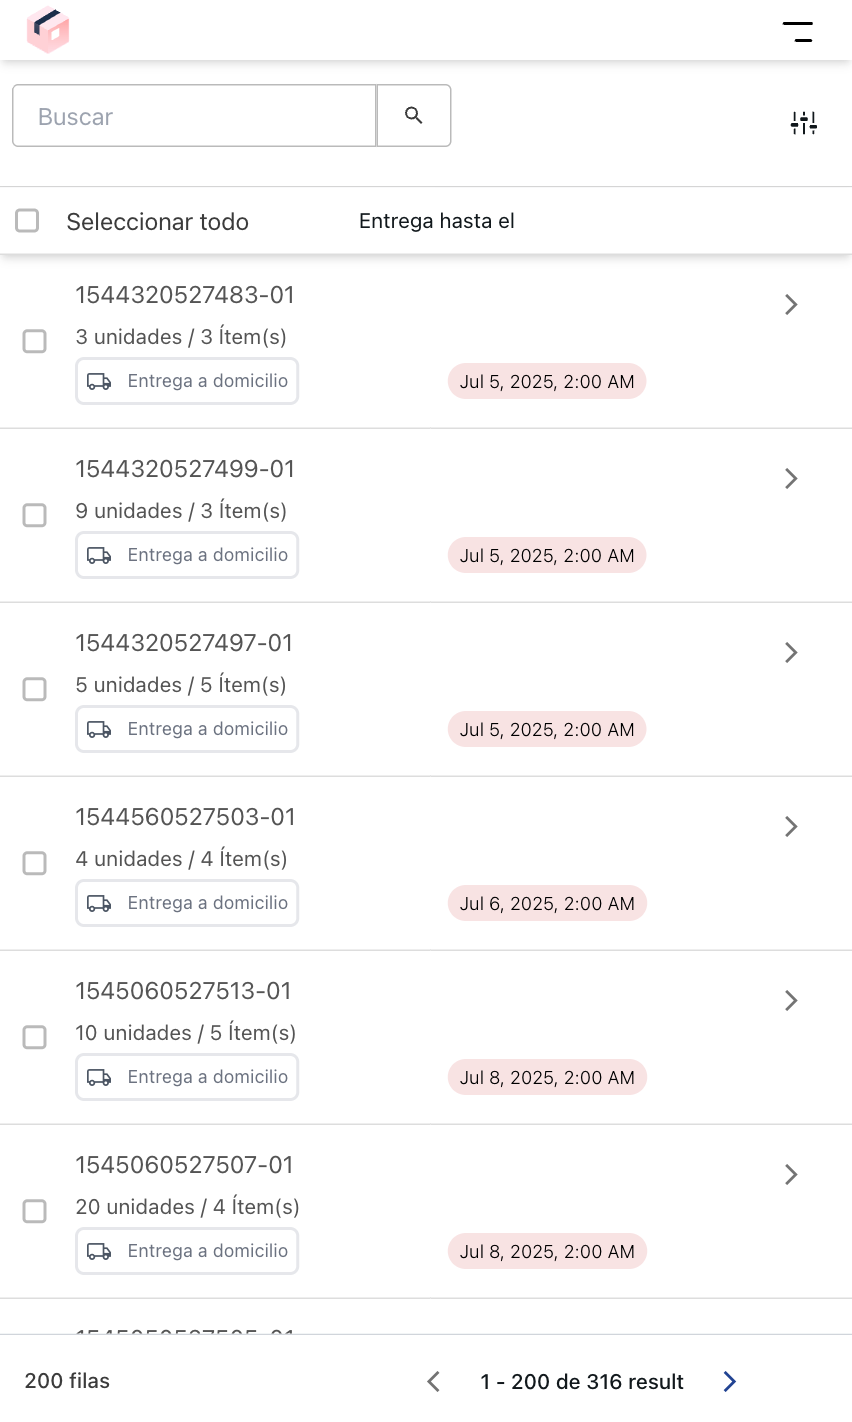 Buscar
Seleccionar todo
Entrega hasta el
1544320527483-01
3 unidades / 3 Ítem(s)
Entrega a domicilio
Jul 5, 2025, 2:00 AM
1544320527499-01
9 unidades / 3 Ítem(s)
Entrega a domicilio
Jul 5, 2025, 2:00 AM
1544320527497-01
5 unidades / 5 Ítem(s)
Entrega a domicilio
Jul 5, 2025, 2:00 AM
1544560527503-01
4 unidades / 4 Ítem(s)
Entrega a domicilio
Jul 6, 2025, 2:00 AM
1545060527513-01
10 unidades / 5 Ítem(s)
Entrega a domicilio
Jul 8, 2025, 2:00 AM
1545060527507-01
20 unidades / 4 Ítem(s)
Entrega a domicilio
Jul 8, 2025, 2:00 AM
200 filas
1 - 200 de 316 result